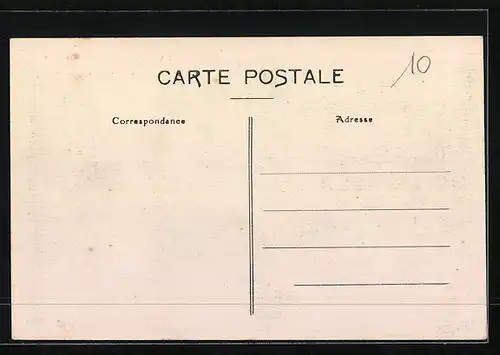 10
CARTE POSTALE
Correspondance
Adresse